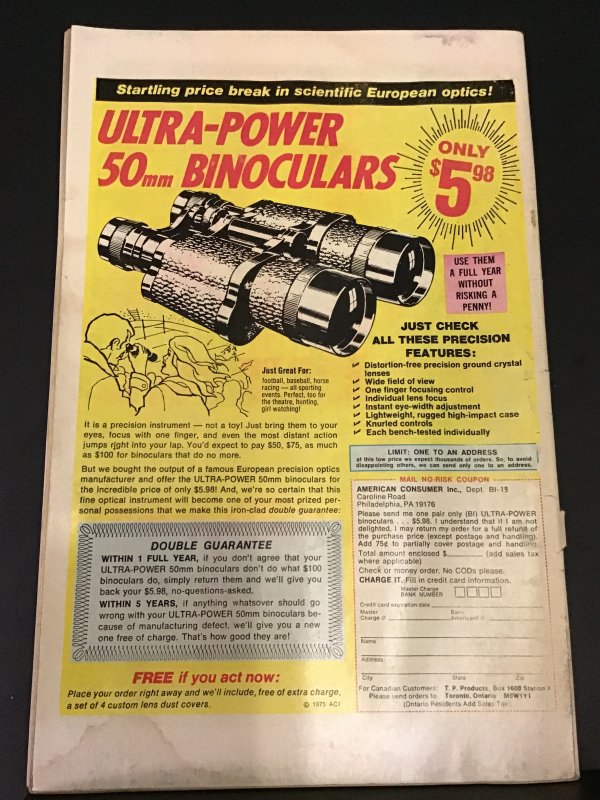 Startling price break in scientific European optics!
ULTRA-POWER
50mm BINOCULARS
ONLY
$5.98
USE THEM
A FULL YEAR
WITHOUT
RISKING A
PENNY!
JUST CHECK
ALL THESE PRECISION
FEATURES:
Distortion-free precision ground crystal
lenses
Wide field of view
One finger focusing control
Individual lens focus
Instant eye-width adjustment
Lightweight, rugged high-impact case
Knurled controls
Each bench-tested individually
Just Great For:
football, baseball, horse
racing — all sporting
events. Perfect, too for
the theatre, hunting,
girl watching!
It is a precision instrument — not a toy! Just bring them to your
eyes, focus with one finger, and even the most distant action
jumps right into your lap. You'd expect to pay $50, $75, as much
as $100 for binoculars that do no more.
But we bought the output of a famous European precision optics
manufacturer and offer the ULTRA-POWER 50mm binoculars for
the incredible price of only $5.98! And, we're so certain that this
fine optical instrument will become one of your most prized per-
sonal possessions that we make this iron-clad double guarantee:
DOUBLE GUARANTEE
WITHIN 1 FULL YEAR, if you don't agree that your
ULTRA-POWER 50mm binoculars don't do what $100
binoculars do, simply return them and we'll give you
back your $5.98, no-questions-asked.
WITHIN 5 YEARS, if anything whatsover should go
wrong with your ULTRA-POWER 50mm binoculars be-
cause of manufacturing defect, we'll give you a new
one free of charge. That's how good they are!
FREE if you act now:
Place your order right away and we'll include, free of extra charge,
a set of 4 custom lens dust covers.
© 1975 ACI
LIMIT: ONE TO AN ADDRESS
at this low price we expect thousands of orders. So, to avoid
disappointing others, we can send only one to an address.
MAIL NO-RISK COUPON
AMERICAN CONSUMER Inc., Dept. BI-19
Caroline Road
Philadelphia, PA 19176
Please send me one pair only (BI) ULTRA-POWER
binoculars . . . $5.98. I understand that if I am not
delighted, I may return my order for a full refund of
the purchase price (except postage and handling).
Add 75¢ to partially cover postage and handling.
Total amount enclosed $ (add sales tax
where applicable)
Check or money order, No CODs please.
CHARGE IT. Fill in credit card information.
Master Charge
BANK NUMBER
Credit card expiration date
Master
Charge #
Bank
Americard #
Name
Address
City State Zip
For Canadian Customers: T. P. Products, Box 1600 Station A
Please send orders to: Toronto, Ontario M5W1Y1
(Ontario Residents Add Sales Tax).